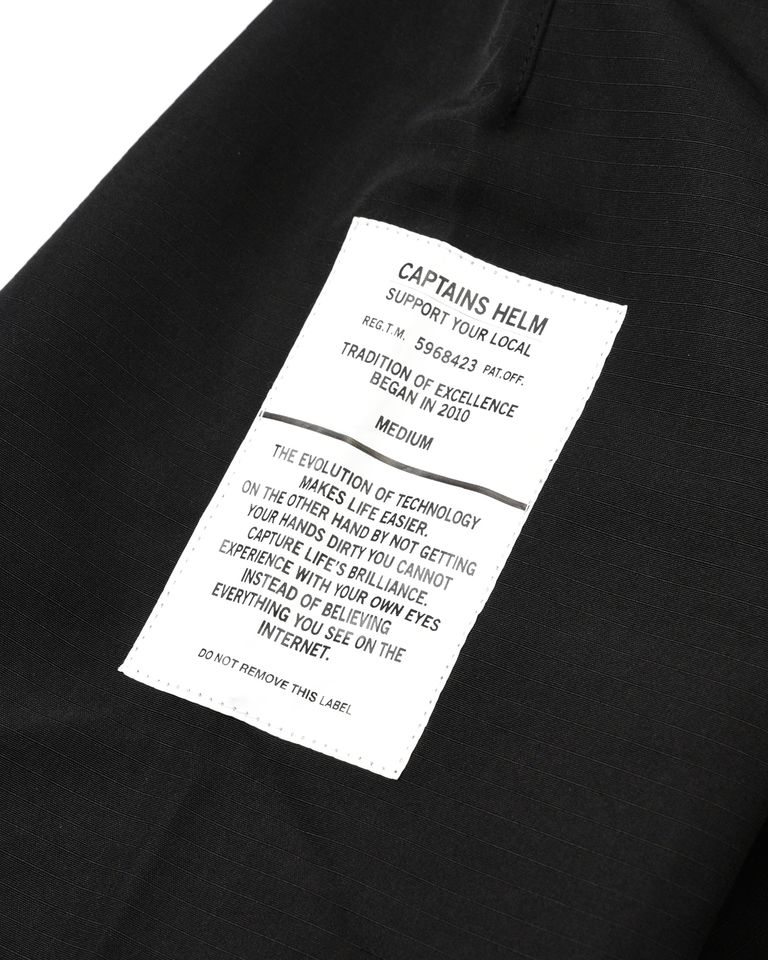 CAPTAINS HELM
SUPPORT YOUR LOCAL
REG.T.M. 5968423 PAT.OFF.
TRADITION OF EXCELLENCE
BEGAN IN 2010
MEDIUM
THE EVOLUTION OF TECHNOLOGY
MAKES LIFE EASIER.
ON THE OTHER HAND BY NOT GETTING
YOUR HANDS DIRTY YOU CANNOT
CAPTURE LIFE'S BRILLIANCE.
EXPERIENCE WITH YOUR OWN EYES
INSTEAD OF BELIEVING
EVERYTHING YOU SEE ON THE
INTERNET.
DO NOT REMOVE THIS LABEL